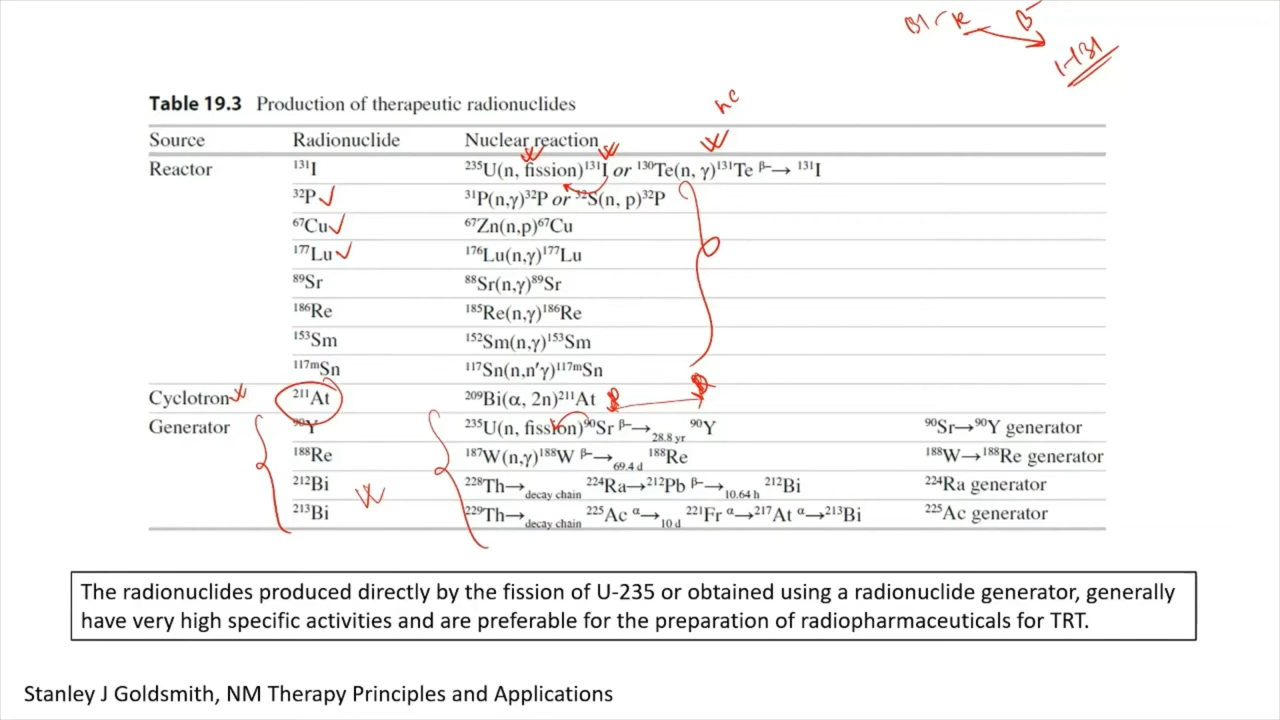 I-131
Table 19.3 Production of therapeutic radionuclides
Source Radionuclide Nuclear reaction
Reactor ¹³¹I ²³⁵U(n, fission)¹³¹I or ¹³⁰Te(n, γ)¹³¹Te β⁻→ ¹³¹I
³²P ³¹P(n,γ)³²P or ³²S(n, p)³²P
⁶⁷Cu ⁶⁷Zn(n,p)⁶⁷Cu
¹⁷⁷Lu ¹⁷⁶Lu(n,γ)¹⁷⁷Lu
⁸⁹Sr ⁸⁸Sr(n,γ)⁸⁹Sr
¹⁸⁶Re ¹⁸⁵Re(n,γ)¹⁸⁶Re
¹⁵³Sm ¹⁵²Sm(n,γ)¹⁵³Sm
¹¹⁷ᵐSn ¹¹⁷Sn(n,n′γ)¹¹⁷ᵐSn
Cyclotron ²¹¹At ²⁰⁹Bi(α, 2n)²¹¹At
Generator ⁹⁰Y ²³⁵U(n, fission)⁹⁰Sr β⁻→ 28.8 yr ⁹⁰Y ⁹⁰Sr→⁹⁰Y generator
¹⁸⁸Re ¹⁸⁷W(n,γ)¹⁸⁸W β⁻→ 69.4 d ¹⁸⁸Re ¹⁸⁸W→¹⁸⁸Re generator
²¹²Bi ²²⁸Th→ decay chain ²²⁴Ra→²¹²Pb β⁻→ 10.64 h ²¹²Bi ²²⁴Ra generator
²¹³Bi ²²⁹Th→ decay chain ²²⁵Ac α→ 10 d ²²¹Fr α→²¹⁷At α→²¹³Bi ²²⁵Ac generator
The radionuclides produced directly by the fission of U-235 or obtained using a radionuclide generator, generally
have very high specific activities and are preferable for the preparation of radiopharmaceuticals for TRT.
Stanley J Goldsmith, NM Therapy Principles and Applications